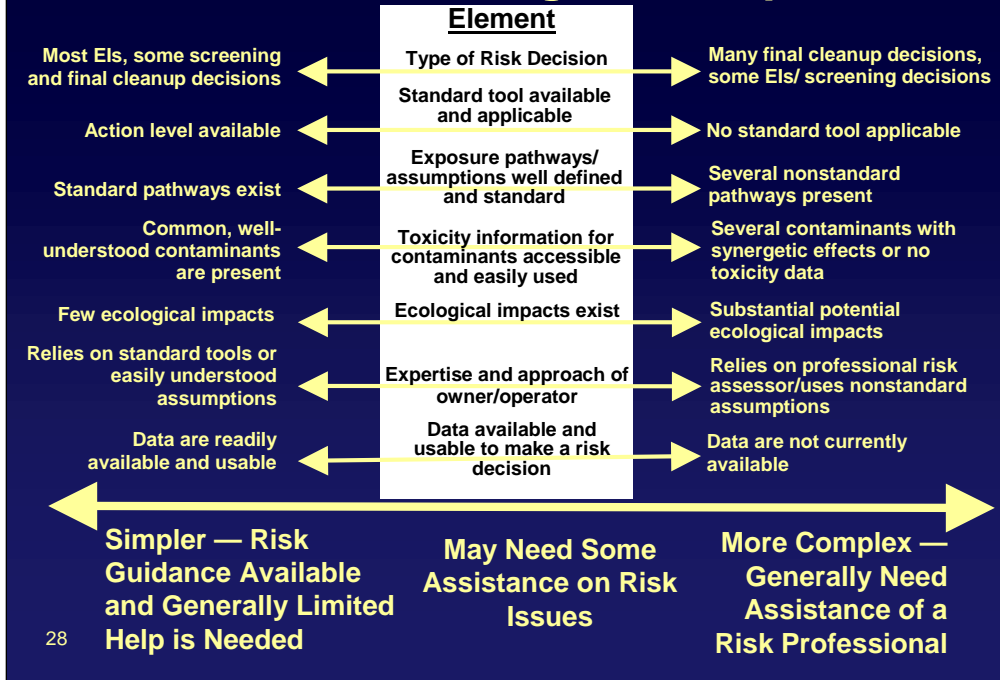 Element
Most EIs, some screening
and final cleanup decisions
Type of Risk Decision
Many final cleanup decisions,
some EIs/ screening decisions
Action level available
Standard tool available
and applicable
No standard tool applicable
Standard pathways exist
Exposure pathways/
assumptions well defined
and standard
Several nonstandard
pathways present
Common, well-
understood contaminants
are present
Toxicity information for
contaminants accessible
and easily used
Several contaminants with
synergetic effects or no
toxicity data
Few ecological impacts
Ecological impacts exist
Substantial potential
ecological impacts
Relies on standard tools or
easily understood
assumptions
Expertise and approach of
owner/operator
Relies on professional risk
assessor/uses nonstandard
assumptions
Data are readily
available and usable
Data available and
usable to make a risk
decision
Data are not currently
available
Simpler — Risk
Guidance Available
and Generally Limited
Help is Needed
May Need Some
Assistance on Risk
Issues
More Complex —
Generally Need
Assistance of a
Risk Professional
28